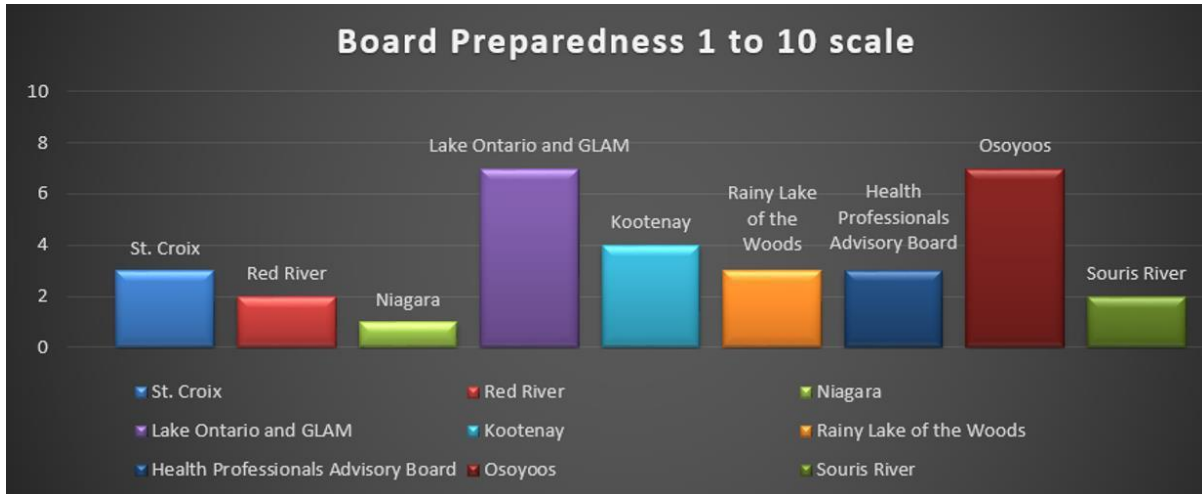 Board Preparedness 1 to 10 scale
10
8
6
4
2
0
St. Croix
Red River
Niagara
Lake Ontario and GLAM
Kootenay
Rainy Lake
of the
Woods
Health
Professionals
Advisory Board
Osoyoos
Souris River
St. Croix
Red River
Niagara
Lake Ontario and GLAM
Kootenay
Rainy Lake of the Woods
Health Professionals Advisory Board
Osoyoos
Souris River